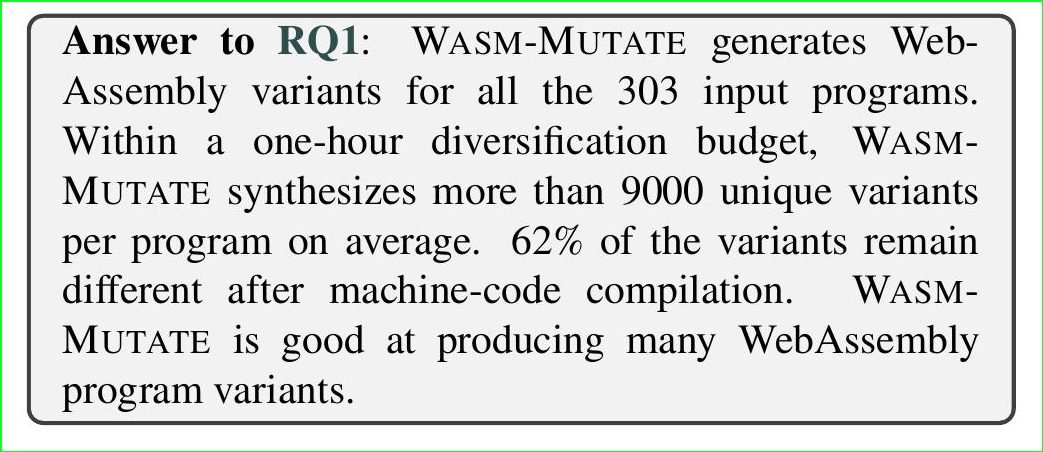 Answer to RQ1: WASM-MUTATE generates Web-
Assembly variants for all the 303 input programs.
Within a one-hour diversification budget, WASM-
MUTATE synthesizes more than 9000 unique variants
per program on average. 62% of the variants remain
different after machine-code compilation. WASM-
MUTATE is good at producing many WebAssembly
program variants.